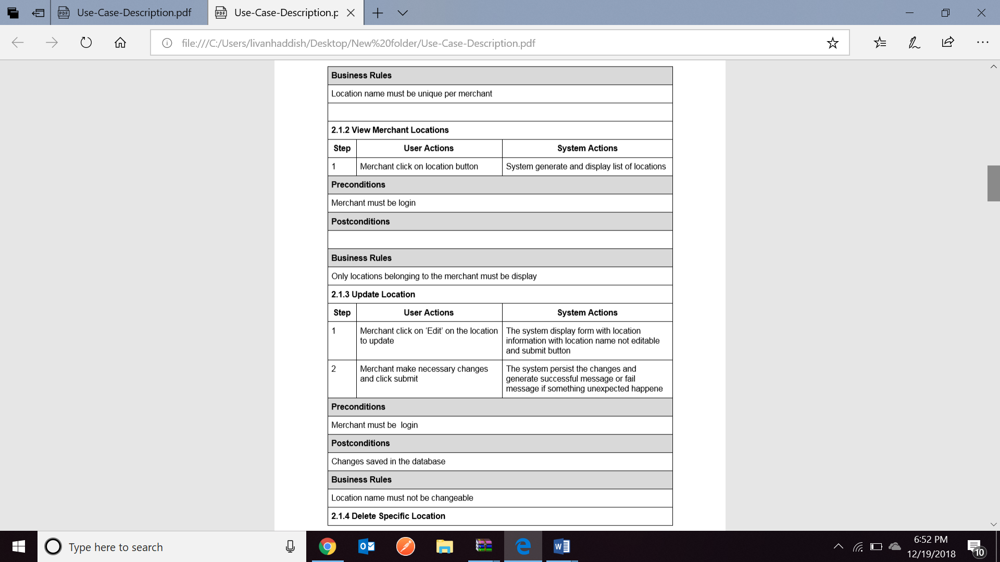 Use-Case-Description.pdf
Use-Case-Description.p
file:///C:/Users/livanhaddish/Desktop/New%20folder/Use-Case-Description.pdf
Business Rules
Location name must be unique per merchant
2.1.2 View Merchant Locations
Step User Actions System Actions
1 Merchant click on location button System generate and display list of locations
Preconditions
Merchant must be login
Postconditions
Business Rules
Only locations belonging to the merchant must be display
2.1.3 Update Location
Step User Actions System Actions
1 Merchant click on ‘Edit’ on the location The system display form with location
to update information with location name not editable
and submit button
2 Merchant make necessary changes The system persist the changes and
and click submit generate successful message or fail
message if something unexpected happene
Preconditions
Merchant must be  login
Postconditions
Changes saved in the database
Business Rules
Location name must not be changeable
2.1.4 Delete Specific Location
Type here to search
6:52 PM
12/19/2018
10